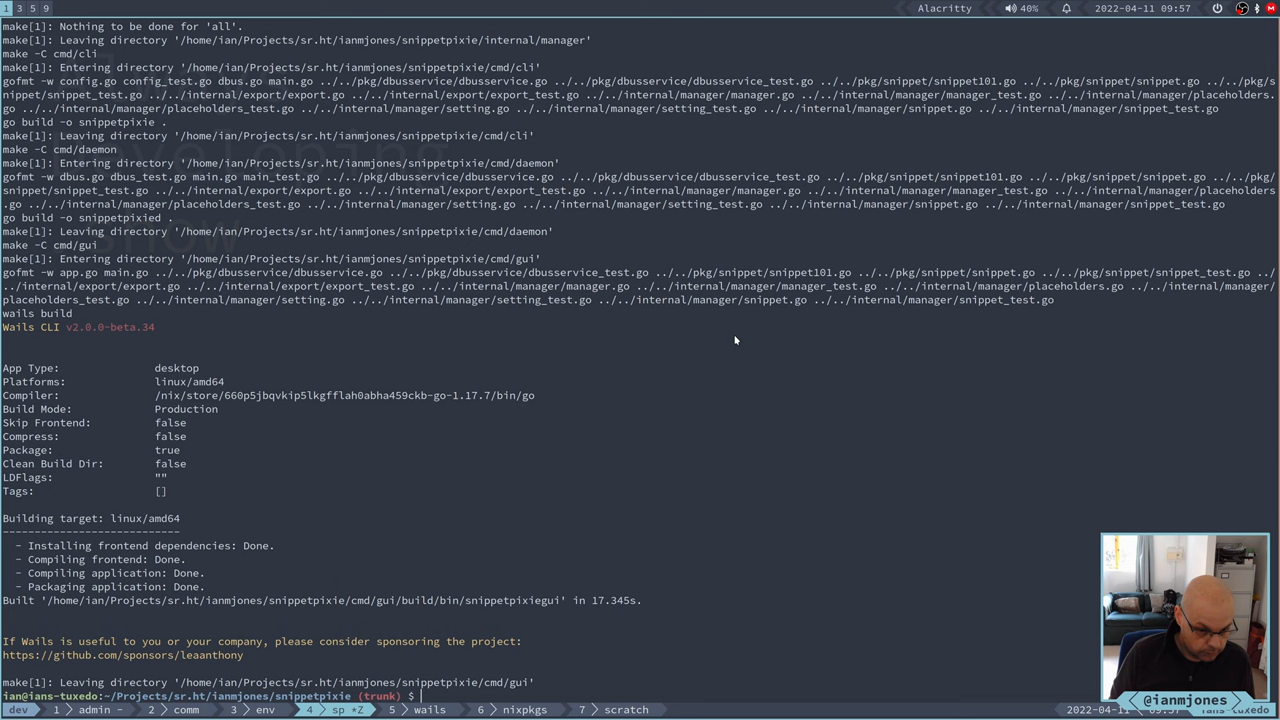 1 3 5 9 Alacritty 40% 2022-04-11 09:57
make[1]: Nothing to be done for 'all'.
make[1]: Leaving directory '/home/ian/Projects/sr.ht/ianmjones/snippetpixie/internal/manager'
make -C cmd/cli
make[1]: Entering directory '/home/ian/Projects/sr.ht/ianmjones/snippetpixie/cmd/cli'
gofmt -w config.go config_test.go dbus.go main.go ../../pkg/dbusservice/dbusservice.go ../../pkg/dbusservice/dbusservice_test.go ../../pkg/snippet/snippet101.go ../../pkg/snippet/snippet.go ../../pkg/s
nippet/snippet_test.go ../../internal/export/export.go ../../internal/export/export_test.go ../../internal/manager/manager.go ../../internal/manager/manager_test.go ../../internal/manager/placeholders.
go ../../internal/manager/placeholders_test.go ../../internal/manager/setting.go ../../internal/manager/setting_test.go ../../internal/manager/snippet.go ../../internal/manager/snippet_test.go
go build -o snippetpixie .
make[1]: Leaving directory '/home/ian/Projects/sr.ht/ianmjones/snippetpixie/cmd/cli'
make -C cmd/daemon
make[1]: Entering directory '/home/ian/Projects/sr.ht/ianmjones/snippetpixie/cmd/daemon'
gofmt -w dbus.go dbus_test.go main.go main_test.go ../../pkg/dbusservice/dbusservice.go ../../pkg/dbusservice/dbusservice_test.go ../../pkg/snippet/snippet101.go ../../pkg/snippet/snippet.go ../../pkg/
snippet/snippet_test.go ../../internal/export/export.go ../../internal/export/export_test.go ../../internal/manager/manager.go ../../internal/manager/manager_test.go ../../internal/manager/placeholders
.go ../../internal/manager/placeholders_test.go ../../internal/manager/setting.go ../../internal/manager/setting_test.go ../../internal/manager/snippet.go ../../internal/manager/snippet_test.go
go build -o snippetpixied .
make[1]: Leaving directory '/home/ian/Projects/sr.ht/ianmjones/snippetpixie/cmd/daemon'
make -C cmd/gui
make[1]: Entering directory '/home/ian/Projects/sr.ht/ianmjones/snippetpixie/cmd/gui'
gofmt -w app.go main.go ../../pkg/dbusservice/dbusservice.go ../../pkg/dbusservice/dbusservice_test.go ../../pkg/snippet/snippet101.go ../../pkg/snippet/snippet.go ../../pkg/snippet/snippet_test.go ../
../internal/export/export.go ../../internal/export/export_test.go ../../internal/manager/manager.go ../../internal/manager/manager_test.go ../../internal/manager/placeholders.go ../../internal/manager/
placeholders_test.go ../../internal/manager/setting.go ../../internal/manager/setting_test.go ../../internal/manager/snippet.go ../../internal/manager/snippet_test.go
wails build
Wails CLI v2.0.0-beta.34
App Type: desktop
Platforms: linux/amd64
Compiler: /nix/store/660p5jbqvkip5lkgfflah0abha459ckb-go-1.17.7/bin/go
Build Mode: Production
Skip Frontend: false
Compress: false
Package: true
Clean Build Dir: false
LDFlags: ""
Tags: []
Building target: linux/amd64
---------------------------
- Installing frontend dependencies: Done.
- Compiling frontend: Done.
- Compiling application: Done.
- Packaging application: Done.
Built '/home/ian/Projects/sr.ht/ianmjones/snippetpixie/cmd/gui/build/bin/snippetpixiegui' in 17.345s.
If Wails is useful to you or your company, please consider sponsoring the project:
https://github.com/sponsors/leaanthony
make[1]: Leaving directory '/home/ian/Projects/sr.ht/ianmjones/snippetpixie/cmd/gui'
ian@ians-tuxedo:~/Projects/sr.ht/ianmjones/snippetpixie (trunk) $
@ianmjones
dev 1 admin - 2 comm 3 env 4 sp *Z 5 wails 6 nixpkgs 7 scratch 2022-04-11